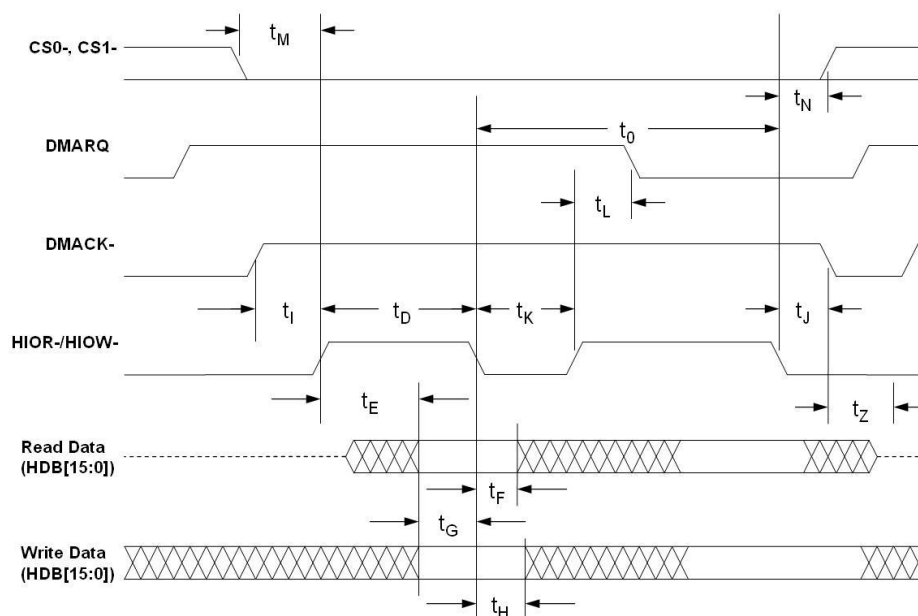 CS0-, CS1-
tM
tN
t0
DMARQ
tL
DMACK-
tI
tD
tK
tJ
HIOR-/HIOW-
tE
tZ
Read Data
(HDB[15:0])
tF
tG
Write Data
(HDB[15:0])
tH